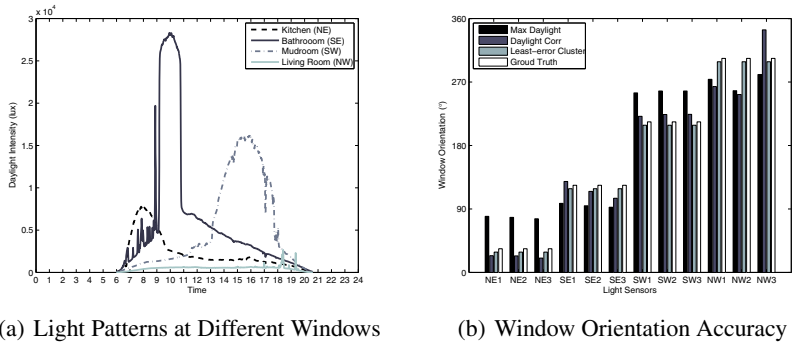 x 10⁴
3
2.5
2
1.5
1
0.5
0
Daylight Intensity (lux)
0 1 2 3 4 5 6 7 8 9 10 11 12 13 14 15 16 17 18 19 20 21 22 23 24
Time
Kitchen (NE)
Bathrooom (SE)
Mudroom (SW)
Living Room (NW)
(a) Light Patterns at Different Windows
360
270
180
90
0
Window Orientation (°)
NE1 NE2 NE3 SE1 SE2 SE3 SW1 SW2 SW3 NW1 NW2 NW3
Light Sensors
Max Daylight
Daylight Corr
Least-error Cluster
Groud Truth
(b) Window Orientation Accuracy